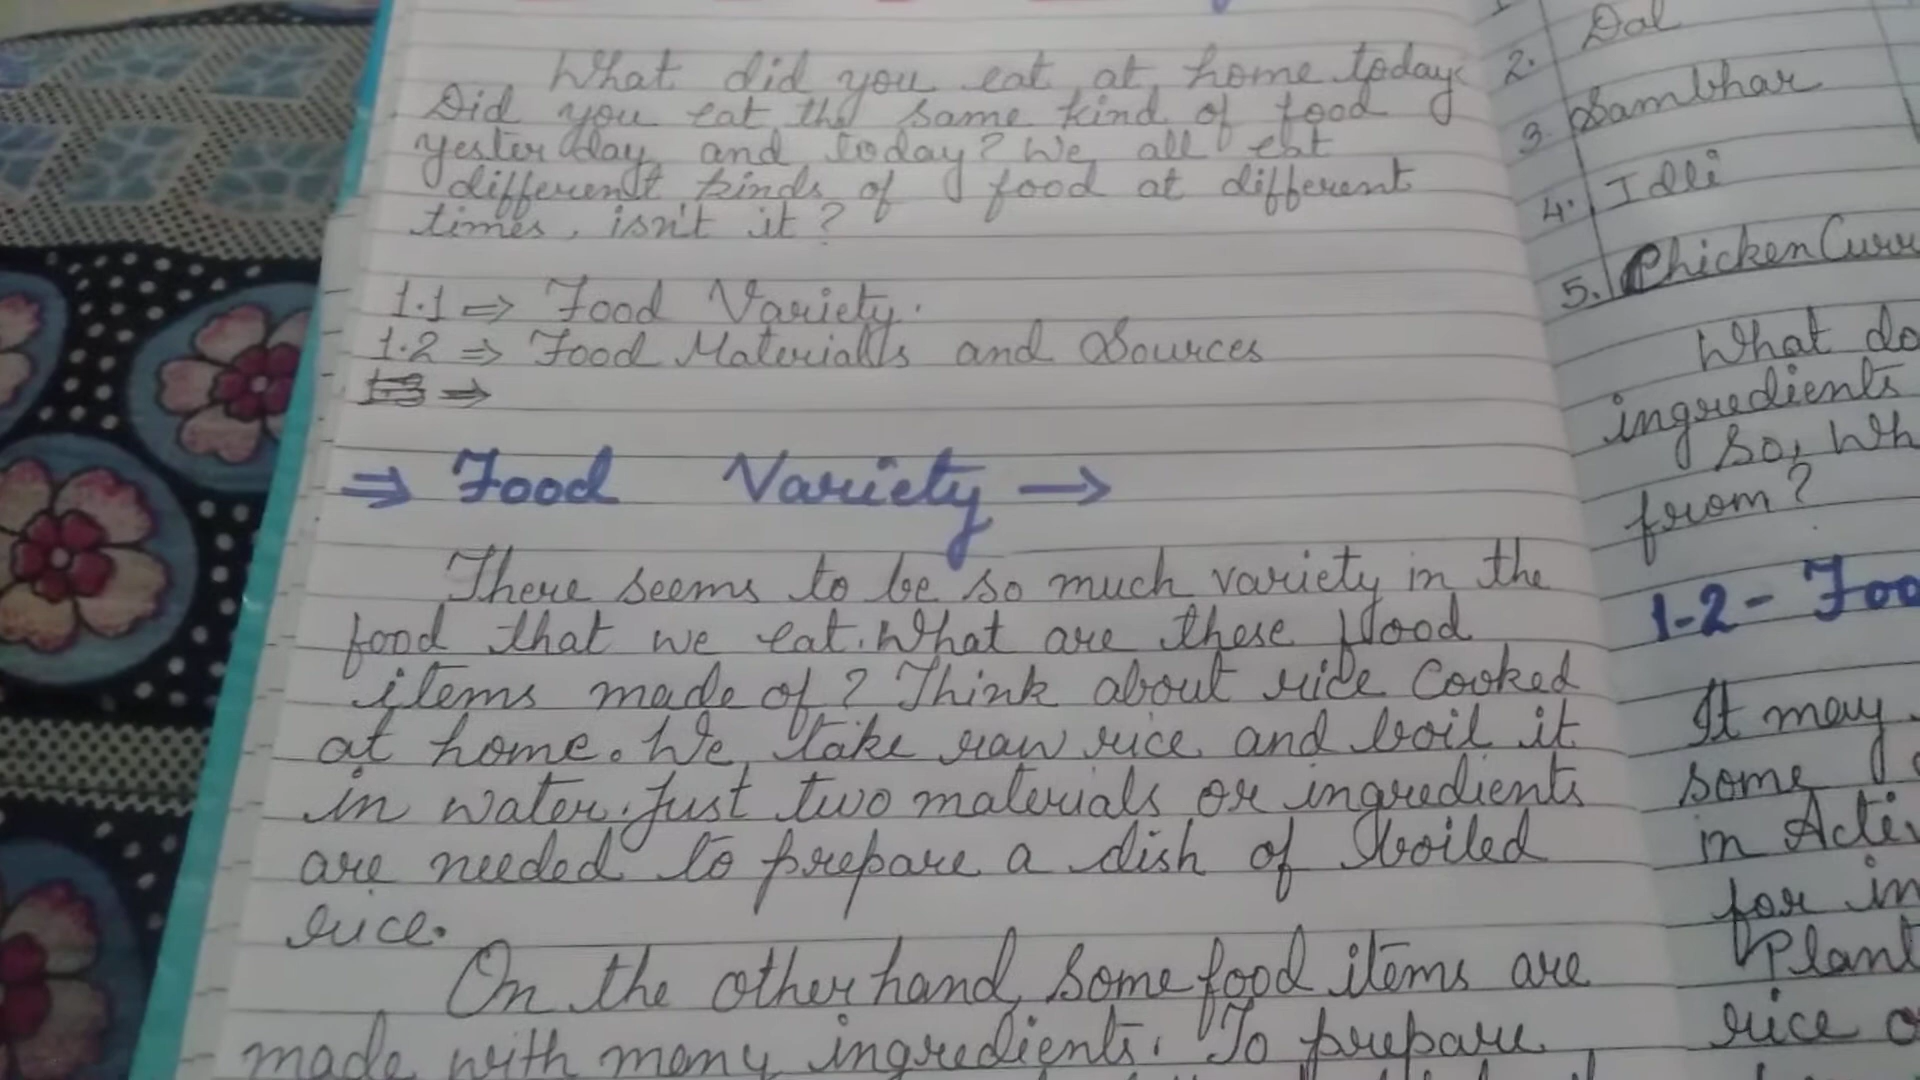 What did you eat at home today
Did you eat the same kind of food
yesterday and today? We all eat
different kinds of food at different
times, isn't it?
1.1 ⇒ Food Variety.
1.2 ⇒ Food Materials and Sources
⇒ Food Variety →
There seems to be so much variety in the
food that we eat. What are these food
items made of? Think about rice cooked
at home. We take raw rice and boil it
in water. Just two materials or ingredients
are needed to prepare a dish of boiled
rice.
On the other hand, some food items are
made with many ingredients. To prepare
2. Dal
3. Sambhar
4. Idli
5. Chicken Curr
What do
ingredients
So, Wh
from?
1-2- Foo
It may
some
in Acti
for in
Plant
rice o